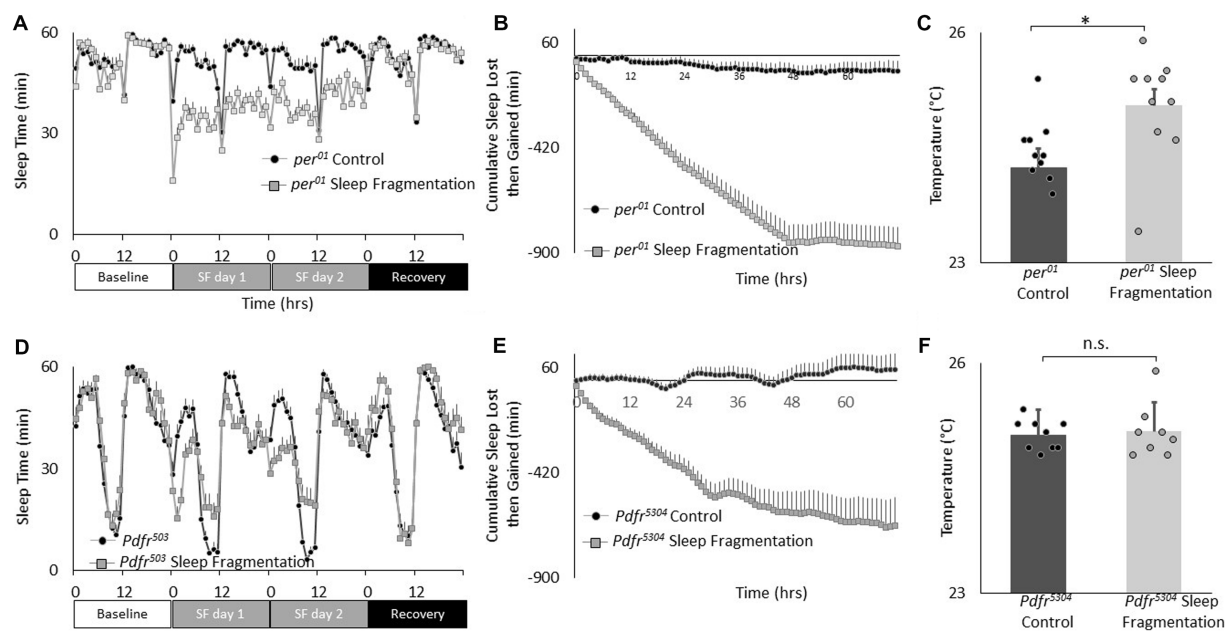 A
Sleep Time (min)
60
30
0
per01 Control
per01 Sleep Fragmentation
0 12 0 12 0 12 0 12
Baseline SF day 1 SF day 2 Recovery
Time (hrs)
B
Cumulative Sleep Lost
then Gained (min)
60
-420
-900
0 12 24 36 48 60
per01 Control
per01 Sleep Fragmentation
Time (hrs)
C
Temperature (°C)
26
23
*
per01
Control
per01 Sleep
Fragmentation
D
Sleep Time (min)
60
30
0
Pdfr503
Pdfr503 Sleep Fragmentation
0 12 0 12 0 12 0 12
Baseline SF day 1 SF day 2 Recovery
E
Cumulative Sleep Lost
then Gained (min)
60
-420
-900
0 12 24 36 48 60
Pdfr5304 Control
Pdfr5304 Sleep Fragmentation
Time (hrs)
F
Temperature (°C)
26
23
n.s.
Pdfr5304
Control
Pdfr5304 Sleep
Fragmentation